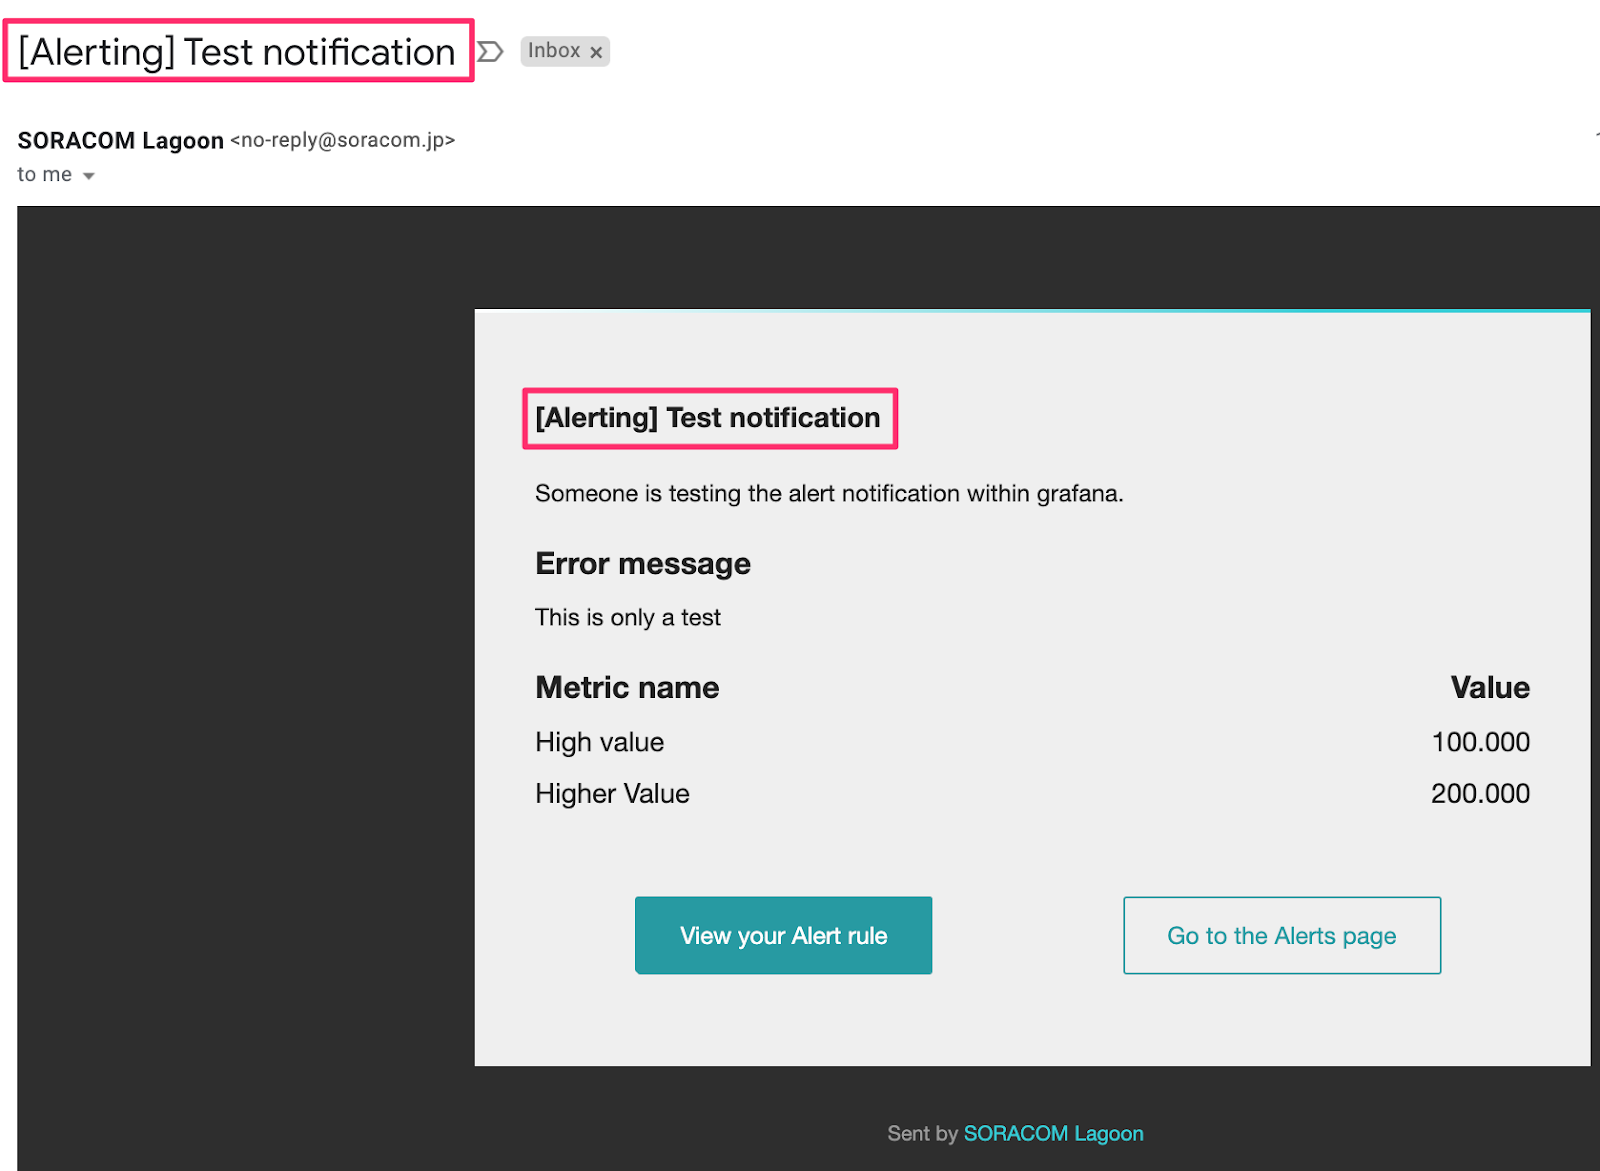 [Alerting] Test notification
Inbox x
SORACOM Lagoon <no-reply@soracom.jp>
to me
[Alerting] Test notification
Someone is testing the alert notification within grafana.
Error message
This is only a test
Metric name Value
High value 100.000
Higher Value 200.000
View your Alert rule Go to the Alerts page
Sent by SORACOM Lagoon